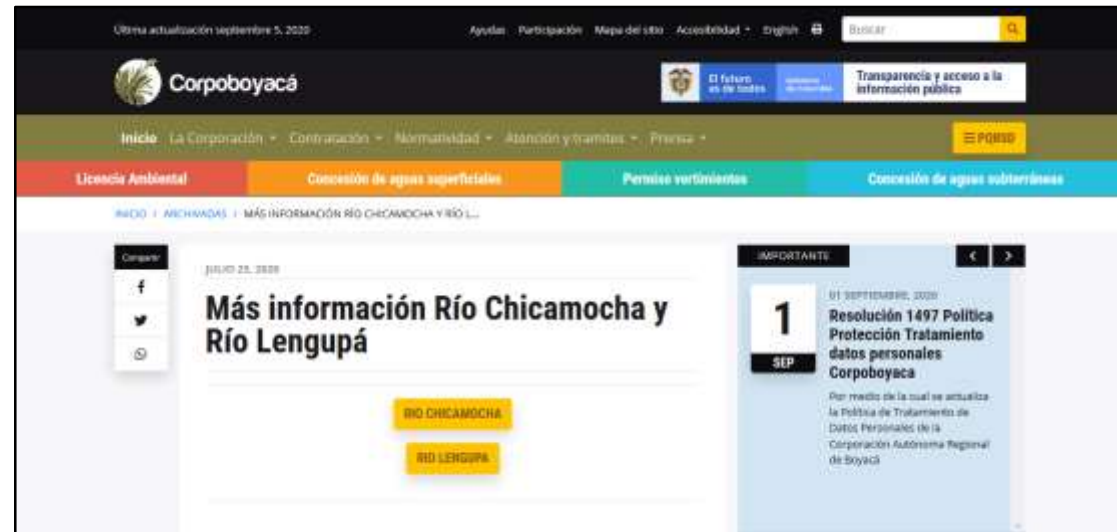 Última actualización septiembre 5, 2020
Ayudas Participación Mapa del sitio Accesibilidad English
Buscar
Corpoboyacá
El futuro
es de todos
Transparencia y acceso a la
información pública
Inicio La Corporación Contratación Normatividad Atención y tramites Prensa
PQRSD
Licencia Ambiental Concesión de aguas superficiales Permiso vertimientos Concesión de aguas subterráneas
INICIO / ARCHIVADAS / MÁS INFORMACIÓN RÍO CHICAMOCHA Y RÍO L...
Compartir
JULIO 23, 2020
Más información Río Chicamocha y
Río Lengupá
RIO CHICAMOCHA
RIO LENGUPA
IMPORTANTE
1
SEP
01 SEPTIEMBRE, 2020
Resolución 1497 Política
Protección Tratamiento
datos personales
Corpoboyaca
Por medio de la cual se actualiza
la Política de Tratamiento de
Datos Personales de la
Corporación Autónoma Regional
de Boyacá